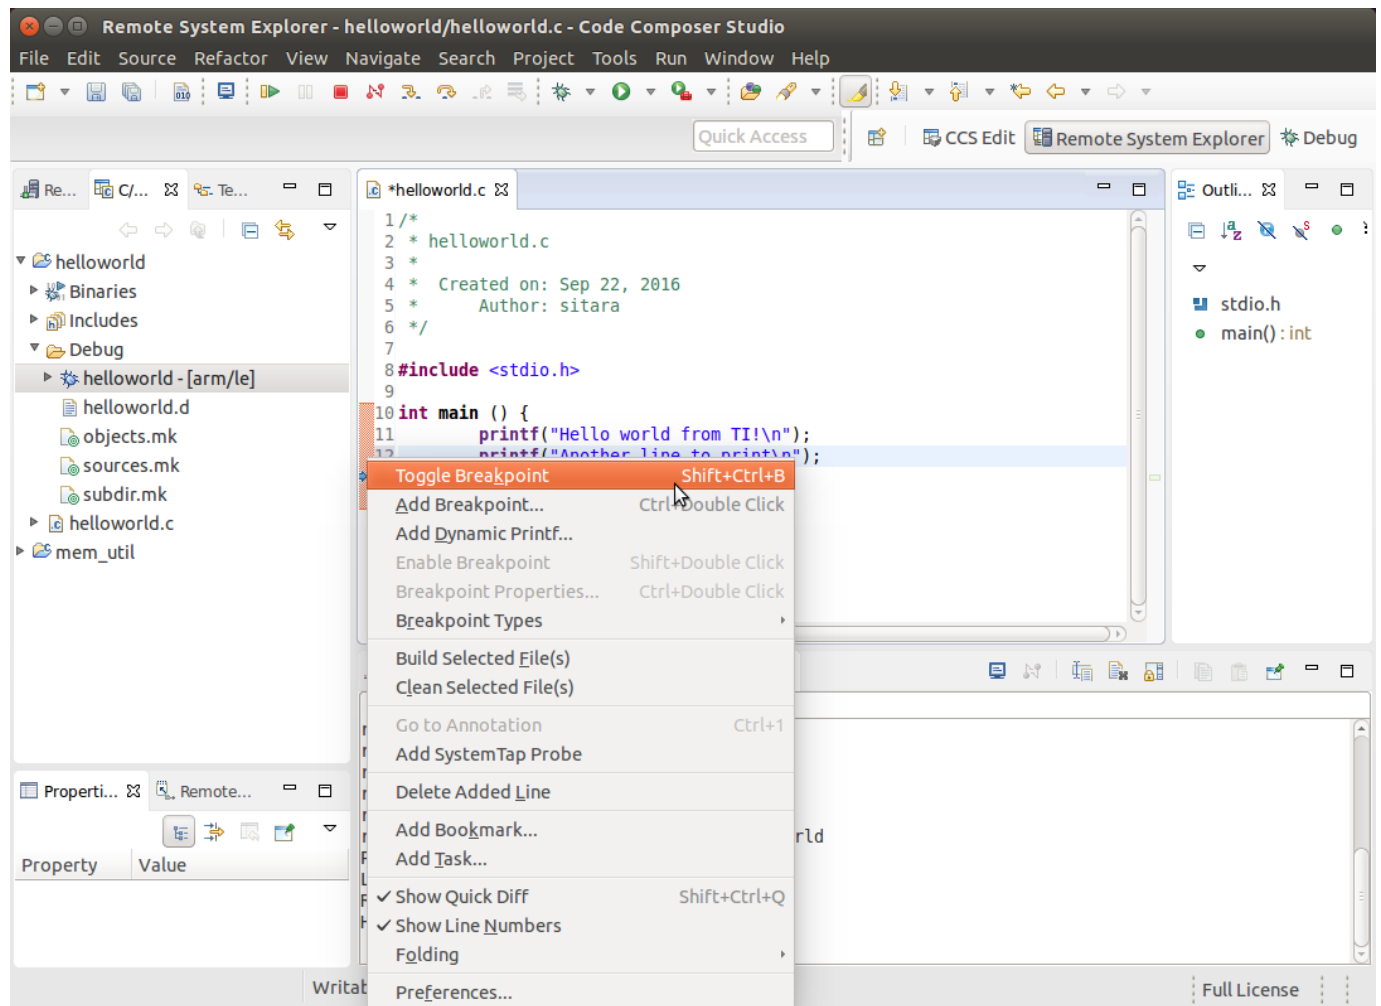 Remote System Explorer - helloworld/helloworld.c - Code Composer Studio
File Edit Source Refactor View Navigate Search Project Tools Run Window Help
Quick Access
CCS Edit
Remote System Explorer
Debug
Re...
C/...
Te...
helloworld
Binaries
Includes
Debug
helloworld - [arm/le]
helloworld.d
objects.mk
sources.mk
subdir.mk
helloworld.c
mem_util
*helloworld.c
1 /*
2 * helloworld.c
3 *
4 * Created on: Sep 22, 2016
5 * Author: sitara
6 */
7
8 #include <stdio.h>
9
10 int main () {
11 printf("Hello world from TI!\n");
12 printf("Another line to print\n");
Outli...
stdio.h
main() : int
Toggle Breakpoint Shift+Ctrl+B
Add Breakpoint... Ctrl+Double Click
Add Dynamic Printf...
Enable Breakpoint Shift+Double Click
Breakpoint Properties... Ctrl+Double Click
Breakpoint Types
Build Selected File(s)
Clean Selected File(s)
Go to Annotation Ctrl+1
Add SystemTap Probe
Delete Added Line
Add Bookmark...
Add Task...
Show Quick Diff Shift+Ctrl+Q
Show Line Numbers
Folding
Preferences...
rld
Properti...
Remote...
Property Value
Writab
Full License